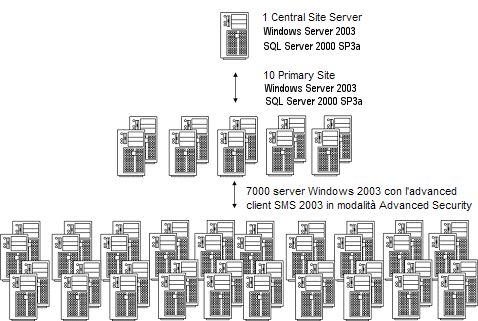 1 Central Site Server
Windows Server 2003
SQL Server 2000 SP3a
10 Primary Site
Windows Server 2003
SQL Server 2000 SP3a
7000 server Windows 2003 con l'advanced
client SMS 2003 in modalità Advanced Security